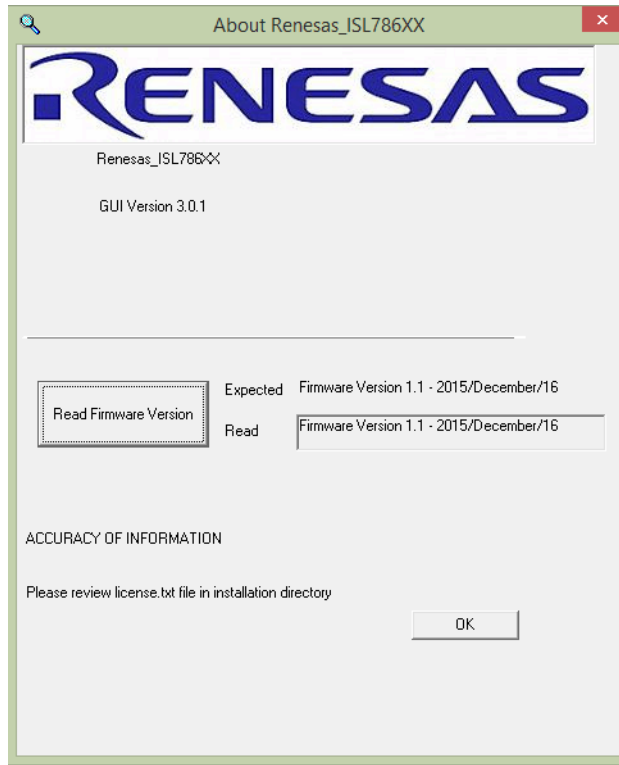 About Renesas_ISL786XX
RENESAS
Renesas_ISL786XX
GUI Version 3.0.1
Expected Firmware Version 1.1 - 2015/December/16
Read Firmware Version
Read Firmware Version 1.1 - 2015/December/16
ACCURACY OF INFORMATION
Please review license.txt file in installation directory
OK